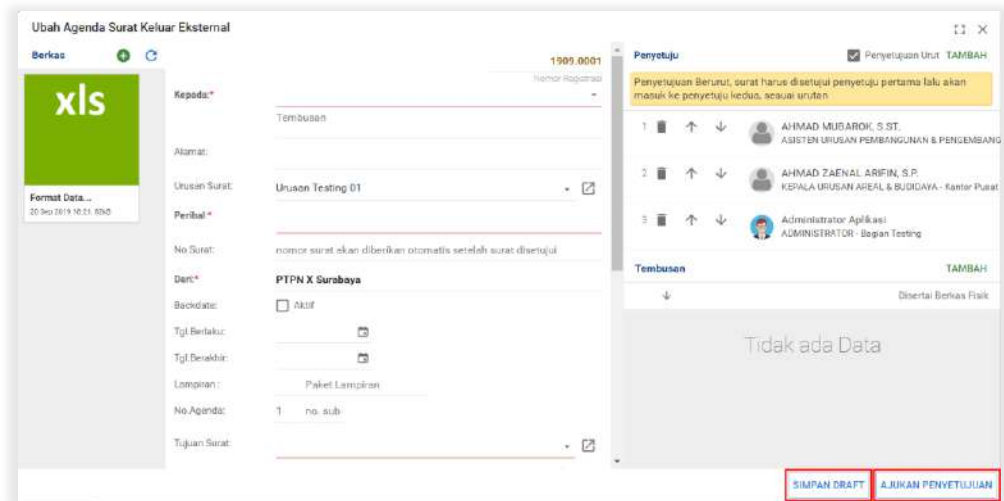 Ubah Agenda Surat Keluar Eksternal
Berkas
xls
Format Data...
20 Sep 2019 10:21, 60kB
1909.0001
Nomor Registrasi
Kepada:*
Tembusan
Alamat:
Urusan Surat:
Urusan Testing 01
Perihal *
No.Surat:
nomor surat akan diberikan otomatis setelah surat disetujui
Dari:*
PTPN X Surabaya
Backdate:
Aktif
Tgl.Berlaku:
Tgl.Berakhir:
Lampiran :
Paket Lampiran
No.Agenda:
1 no. sub
Tujuan Surat:
Penyetuju
Penyetujuan Urut TAMBAH
Penyetujuan Berurut, surat harus disetujui penyetuju pertama lalu akan
masuk ke penyetuju kedua, sesuai urutan
1 AHMAD MUBAROK, S.ST.
ASISTEN URUSAN PEMBANGUNAN & PENGEMBANG
2 AHMAD ZAENAL ARIFIN, S.P.
KEPALA URUSAN AREAL & BUDIDAYA - Kantor Pusat
3 Administrator Aplikasi
ADMINISTRATOR - Bagian Testing
Tembusan TAMBAH
Disertai Berkas Fisik
Tidak ada Data
SIMPAN DRAFT
AJUKAN PENYETUJUAN